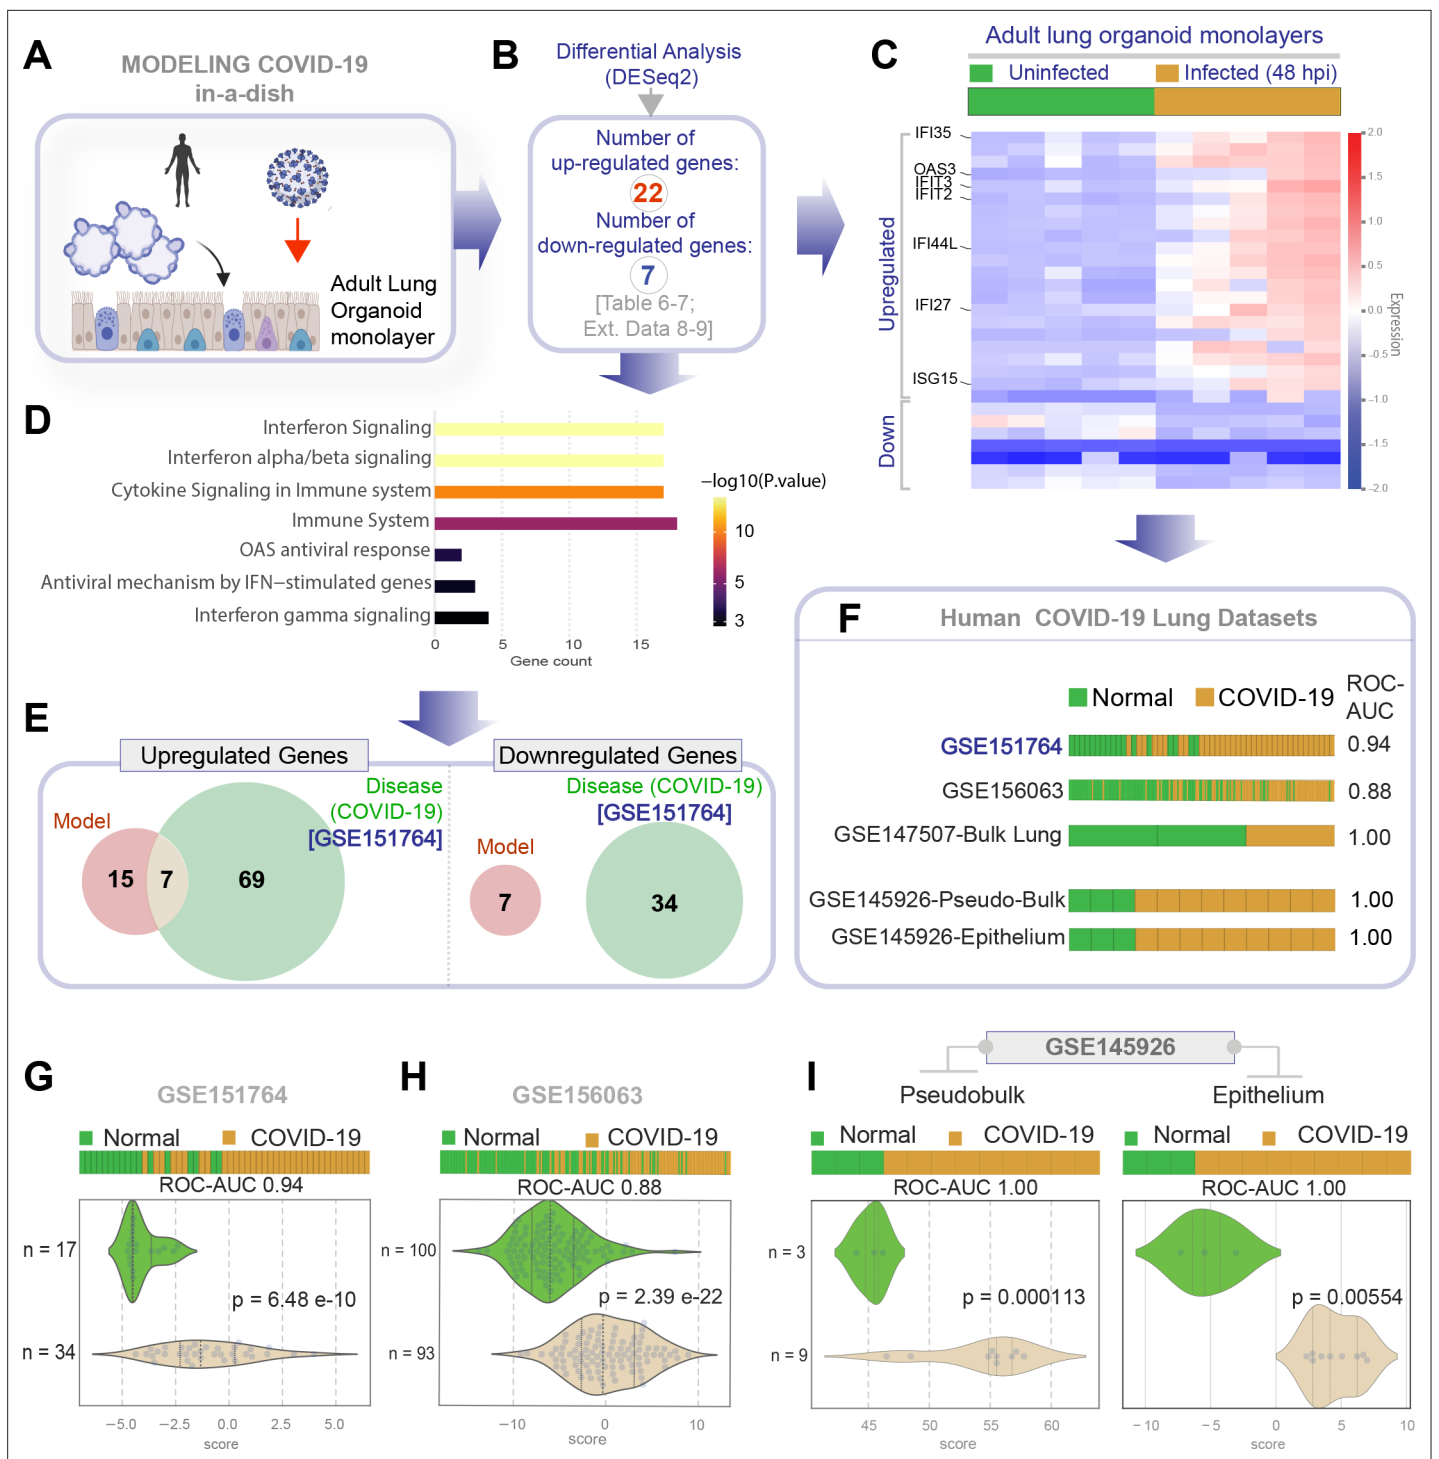 A
MODELING COVID-19
in-a-dish
Adult Lung
Organoid
monolayer
B
Differential Analysis
(DESeq2)
Number of
up-regulated genes:
22
Number of
down-regulated genes:
7
[Table 6-7;
Ext. Data 8-9]
C
Adult lung organoid monolayers
Uninfected
Infected (48 hpi)
IFI35
OAS3
IFIT3
IFIT2
IFI44L
IFI27
ISG15
Upregulated
Down
2.0
1.5
1.0
0.5
0.0
−0.5
−1.0
−1.5
−2.0
Expression
D
Interferon Signaling
Interferon alpha/beta signaling
Cytokine Signaling in Immune system
Immune System
OAS antiviral response
Antiviral mechanism by IFN−stimulated genes
Interferon gamma signaling
0 5 10 15
Gene count
−log10(P.value)
10
5
3
E
Upregulated Genes
Model
Disease
(COVID-19)
[GSE151764]
15 7 69
Downregulated Genes
Disease (COVID-19)
[GSE151764]
Model
7
34
F
Human COVID-19 Lung Datasets
Normal COVID-19
ROC-
AUC
GSE151764 0.94
GSE156063 0.88
GSE147507-Bulk Lung 1.00
GSE145926-Pseudo-Bulk 1.00
GSE145926-Epithelium 1.00
G
GSE151764
Normal COVID-19
ROC-AUC 0.94
n = 17
p = 6.48 e-10
n = 34
−5.0 −2.5 0.0 2.5 5.0
score
H
GSE156063
Normal COVID-19
ROC-AUC 0.88
n = 100
p = 2.39 e-22
n = 93
−10 0 10
score
I
GSE145926
Pseudobulk
Normal COVID-19
ROC-AUC 1.00
n = 3
p = 0.000113
n = 9
45 50 55 60
score
Epithelium
Normal COVID-19
ROC-AUC 1.00
p = 0.00554
−10 −5 0 5 10
score